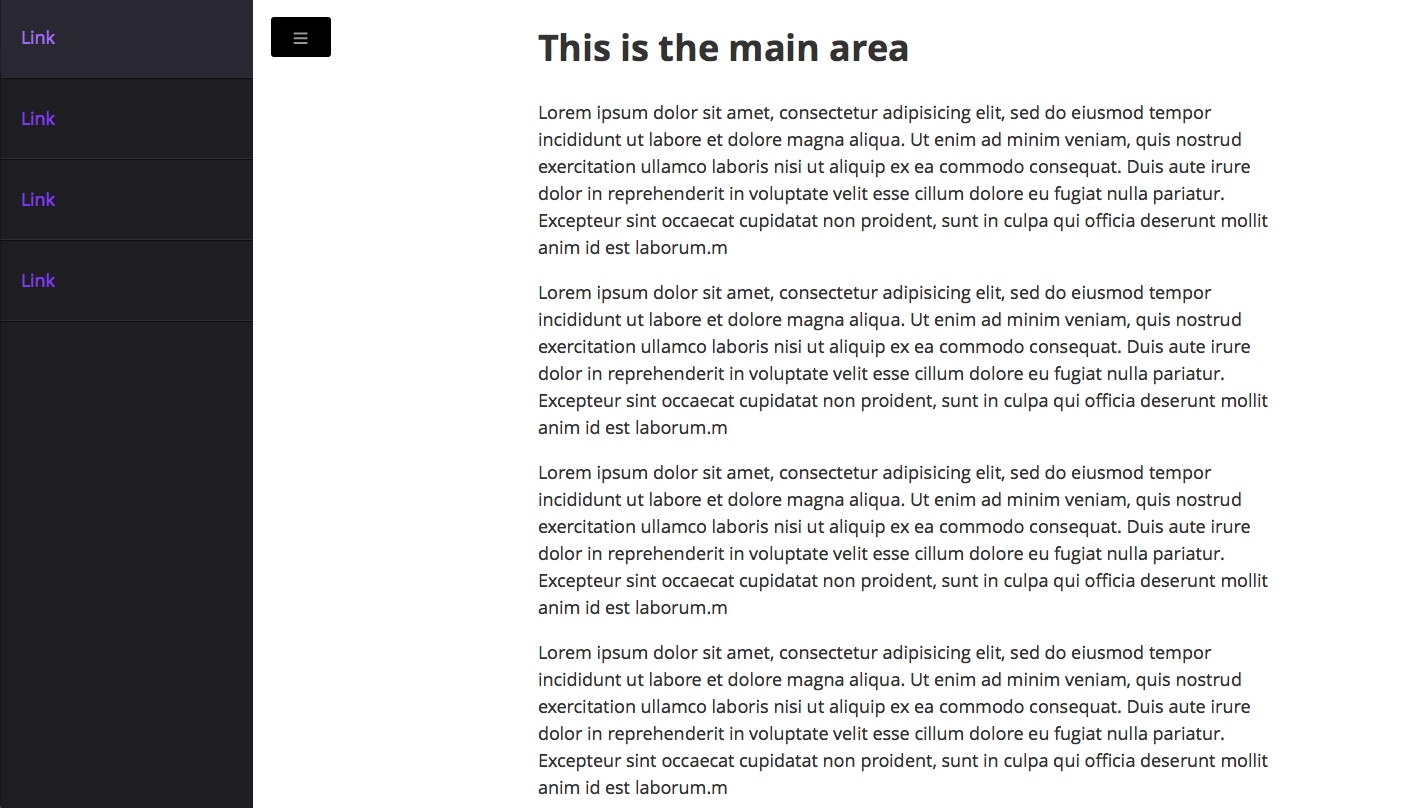 Link
Link
Link
Link
This is the main area
Lorem ipsum dolor sit amet, consectetur adipisicing elit, sed do eiusmod tempor
incididunt ut labore et dolore magna aliqua. Ut enim ad minim veniam, quis nostrud
exercitation ullamco laboris nisi ut aliquip ex ea commodo consequat. Duis aute irure
dolor in reprehenderit in voluptate velit esse cillum dolore eu fugiat nulla pariatur.
Excepteur sint occaecat cupidatat non proident, sunt in culpa qui officia deserunt mollit
anim id est laborum.m
Lorem ipsum dolor sit amet, consectetur adipisicing elit, sed do eiusmod tempor
incididunt ut labore et dolore magna aliqua. Ut enim ad minim veniam, quis nostrud
exercitation ullamco laboris nisi ut aliquip ex ea commodo consequat. Duis aute irure
dolor in reprehenderit in voluptate velit esse cillum dolore eu fugiat nulla pariatur.
Excepteur sint occaecat cupidatat non proident, sunt in culpa qui officia deserunt mollit
anim id est laborum.m
Lorem ipsum dolor sit amet, consectetur adipisicing elit, sed do eiusmod tempor
incididunt ut labore et dolore magna aliqua. Ut enim ad minim veniam, quis nostrud
exercitation ullamco laboris nisi ut aliquip ex ea commodo consequat. Duis aute irure
dolor in reprehenderit in voluptate velit esse cillum dolore eu fugiat nulla pariatur.
Excepteur sint occaecat cupidatat non proident, sunt in culpa qui officia deserunt mollit
anim id est laborum.m
Lorem ipsum dolor sit amet, consectetur adipisicing elit, sed do eiusmod tempor
incididunt ut labore et dolore magna aliqua. Ut enim ad minim veniam, quis nostrud
exercitation ullamco laboris nisi ut aliquip ex ea commodo consequat. Duis aute irure
dolor in reprehenderit in voluptate velit esse cillum dolore eu fugiat nulla pariatur.
Excepteur sint occaecat cupidatat non proident, sunt in culpa qui officia deserunt mollit
anim id est laborum.m